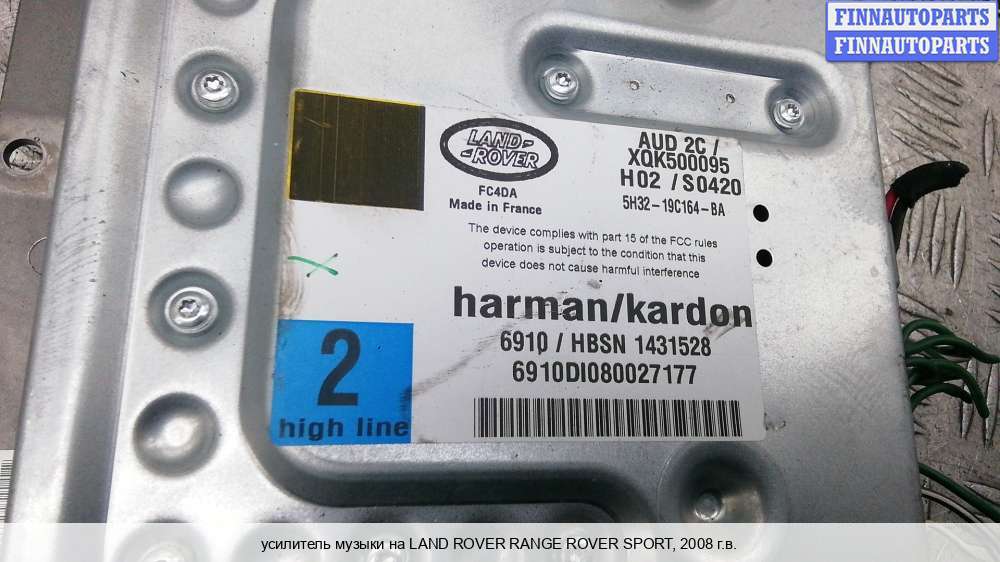 FINNAUTOPARTS
FINNAUTOPARTS
LAND-
-ROVER
FC4DA
Made in France
AUD 2C /
XQK500095
H02 / S0420
5H32-19C164-BA
The device complies with part 15 of the FCC rules
operation is subject to the condition that this
device does not cause harmful interference
harman/kardon
6910 / HBSN 1431528
6910DI080027177
2
high line
усилитель музыки на LAND ROVER RANGE ROVER SPORT, 2008 г.в.